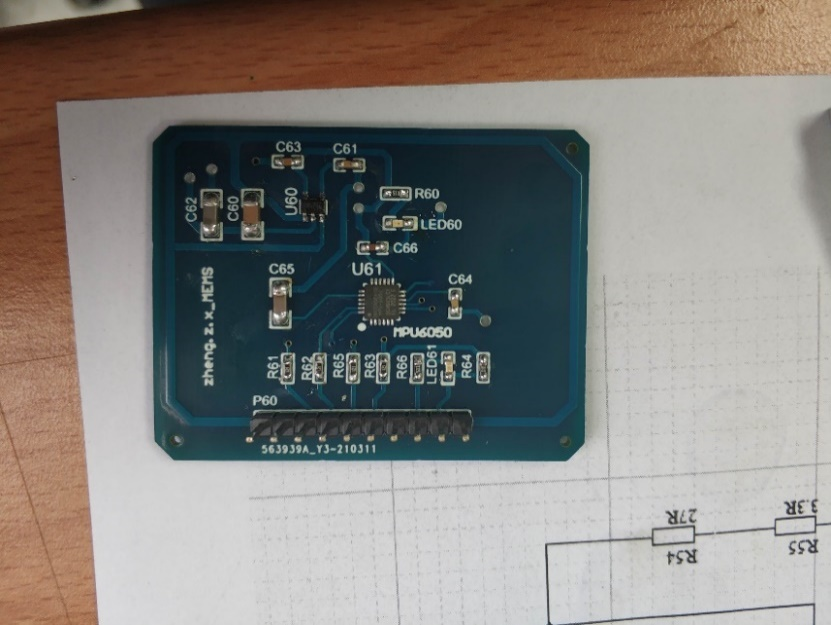 C63
C61
C62
C60
U60
R60
LED60
C66
U61
C65
C64
zheng.z.x_MEMS
MPU6050
R61
R62
R65
R63
R66
LED61
R64
P60
563939A_Y3-210311
27R
R54
3.3R
R55